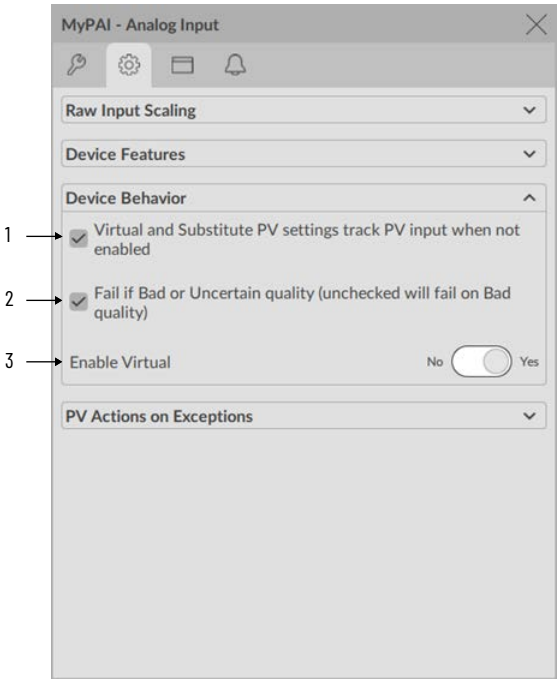 MyPAI - Analog Input
Raw Input Scaling
Device Features
Device Behavior
1
Virtual and Substitute PV settings track PV input when not
enabled
2
Fail if Bad or Uncertain quality (unchecked will fail on Bad
quality)
3
Enable Virtual No Yes
PV Actions on Exceptions